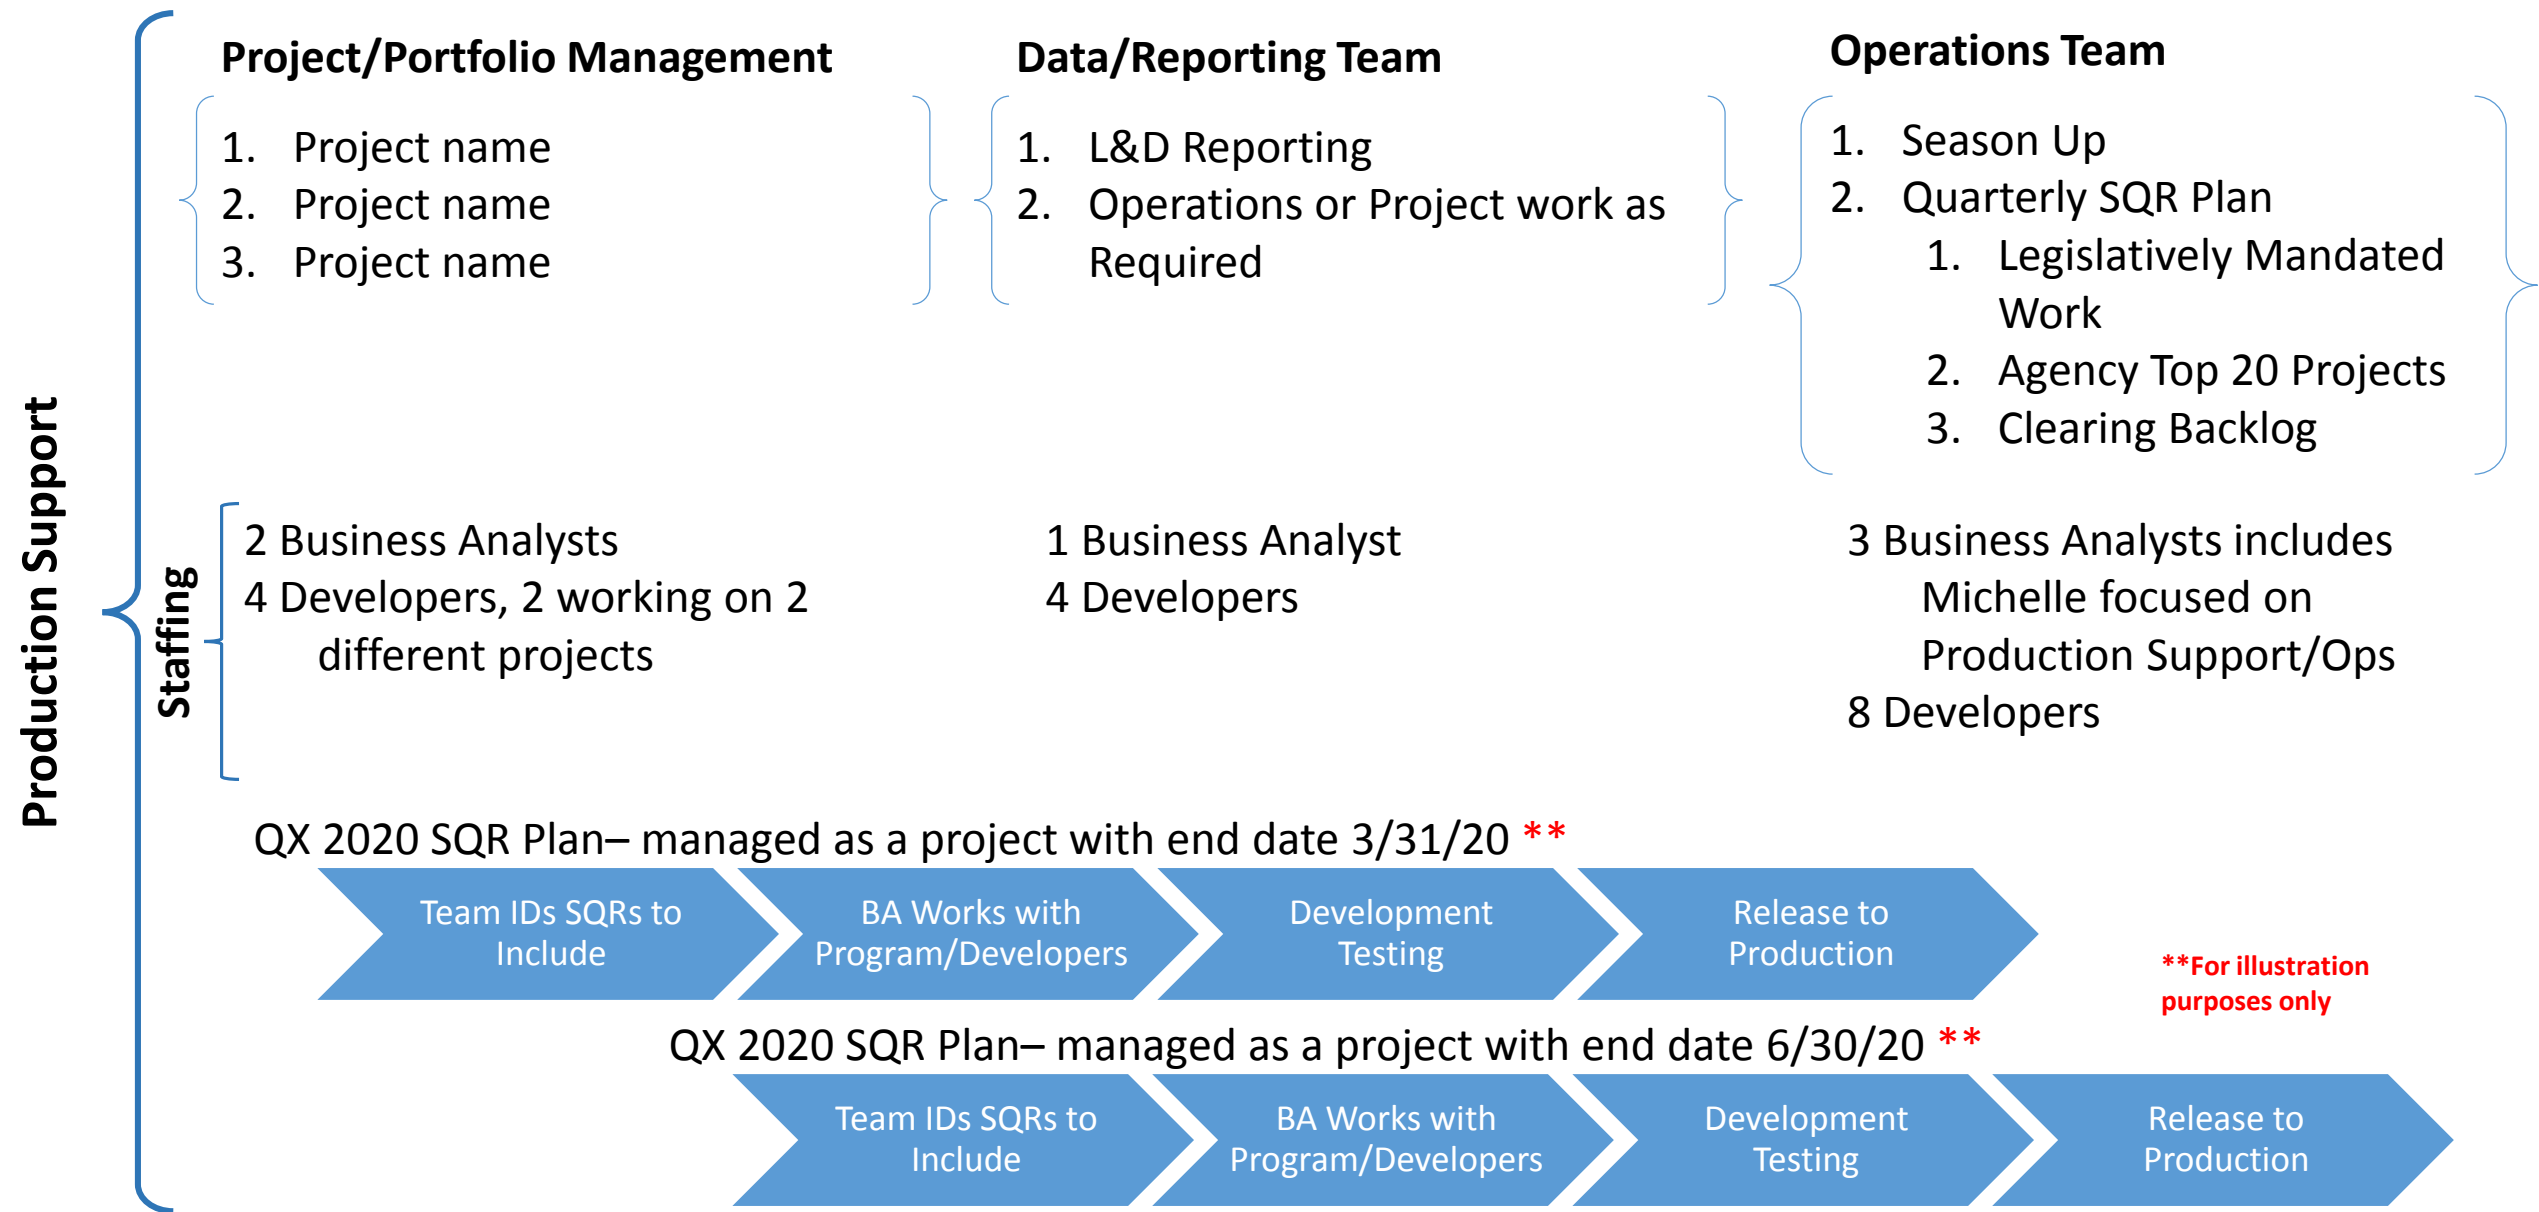 Production Support
Project/Portfolio Management
1. Project name
2. Project name
3. Project name
Data/Reporting Team
1. L&D Reporting
2. Operations or Project work as
Required
Operations Team
1. Season Up
2. Quarterly SQR Plan
1. Legislatively Mandated
Work
2. Agency Top 20 Projects
3. Clearing Backlog
Staffing
2 Business Analysts
4 Developers, 2 working on 2
different projects
1 Business Analyst
4 Developers
3 Business Analysts includes
Michelle focused on
Production Support/Ops
8 Developers
QX 2020 SQR Plan– managed as a project with end date 3/31/20 **
Team IDs SQRs to
Include
BA Works with
Program/Developers
Development
Testing
Release to
Production
**For illustration
purposes only
QX 2020 SQR Plan– managed as a project with end date 6/30/20 **
Team IDs SQRs to
Include
BA Works with
Program/Developers
Development
Testing
Release to
Production